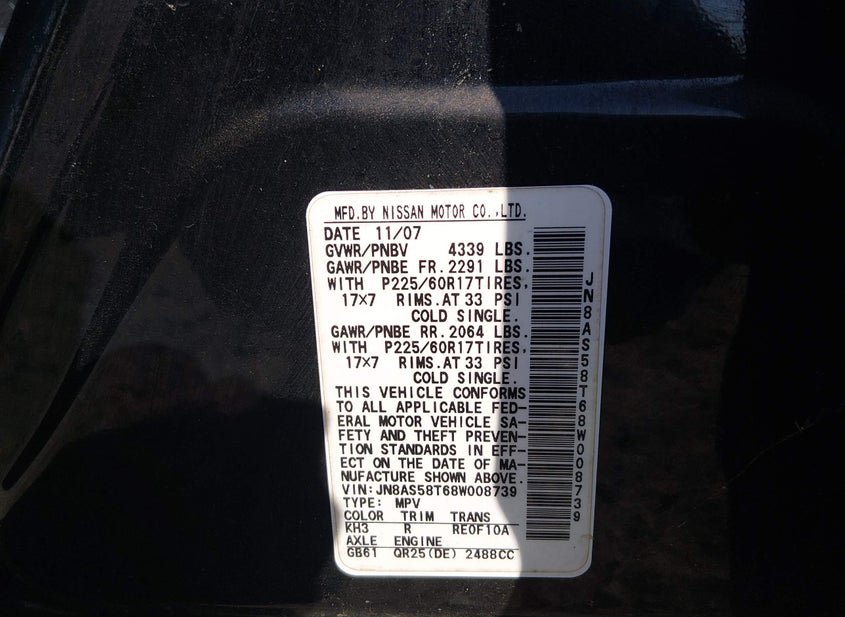 MFD.BY NISSAN MOTOR CO.,LTD.
DATE 11/07
GVWR/PNBV 4339 LBS.
GAWR/PNBE FR.2291 LBS.
WITH P225/60R17TIRES,
17×7 RIMS.AT 33 PSI
COLD SINGLE.
GAWR/PNBE RR.2064 LBS.
WITH P225/60R17TIRES,
17×7 RIMS.AT 33 PSI
COLD SINGLE.
THIS VEHICLE CONFORMS
TO ALL APPLICABLE FED-
ERAL MOTOR VEHICLE SA-
FETY AND THEFT PREVEN-
TION STANDARDS IN EFF-
ECT ON THE DATE OF MA-
NUFACTURE SHOWN ABOVE.
VIN:JN8AS58T68W008739
TYPE: MPV
COLOR TRIM TRANS
KH3 R RE0F10A
AXLE ENGINE
GB61 QR25(DE) 2488CC
JN8AS58T68W008739